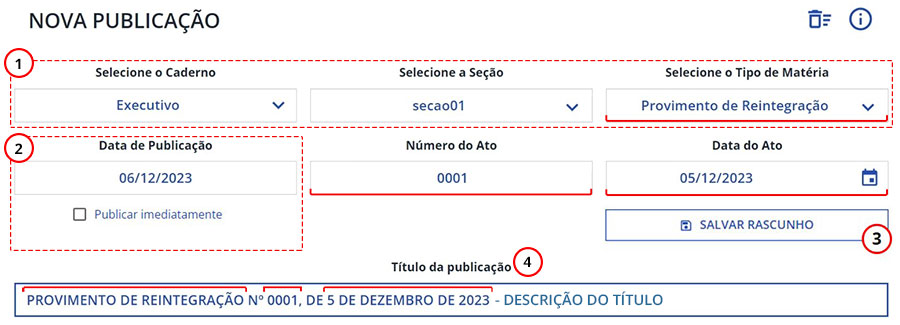 NOVA PUBLICAÇÃO
1
Selecione o Caderno Selecione a Seção Selecione o Tipo de Matéria
Executivo secao01 Provimento de Reintegração
2
Data de Publicação Número do Ato Data do Ato
06/12/2023 0001 05/12/2023
Publicar imediatamente
SALVAR RASCUNHO
3
Título da publicação 4
PROVIMENTO DE REINTEGRAÇÃO Nº 0001, DE 5 DE DEZEMBRO DE 2023 - DESCRIÇÃO DO TÍTULO